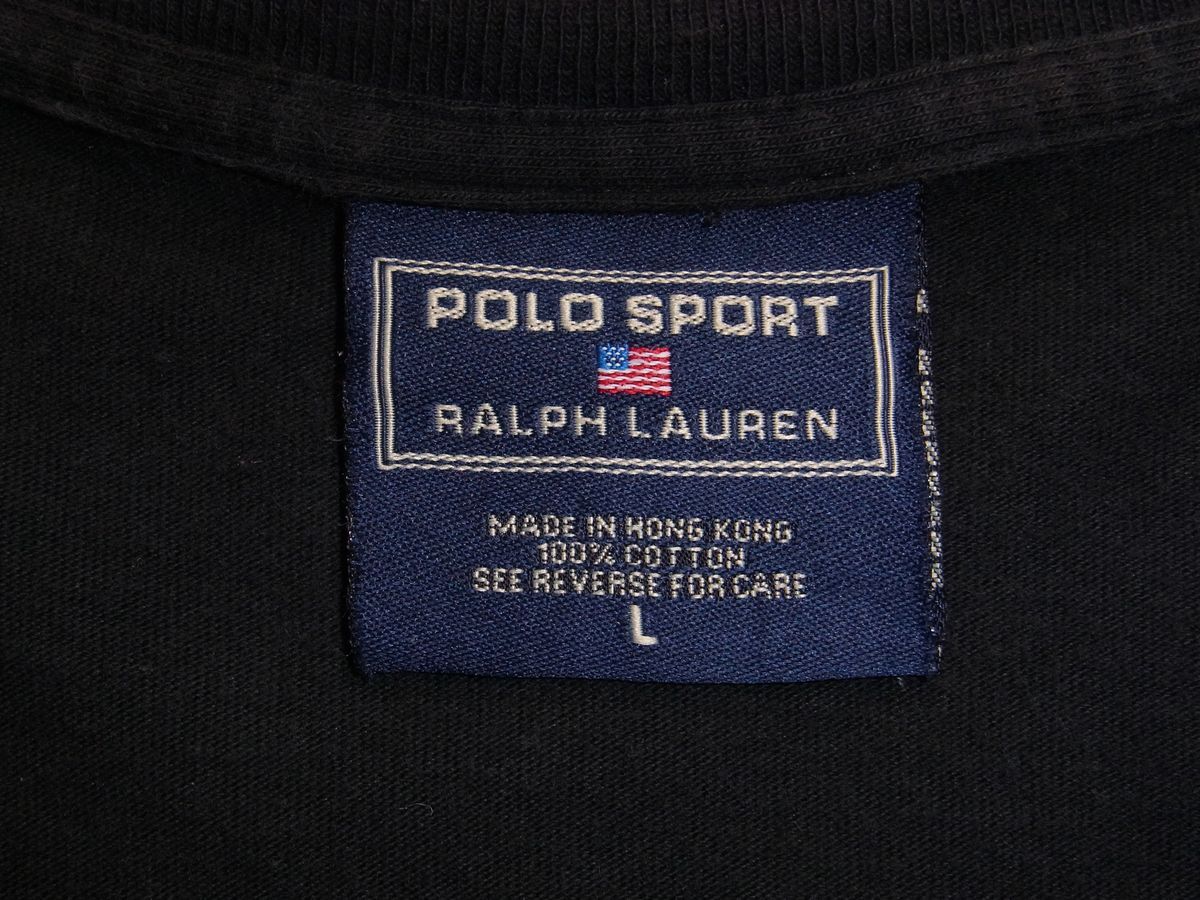 POLO SPORT
RALPH LAUREN
MADE IN HONG KONG
100% COTTON
SEE REVERSE FOR CARE
L